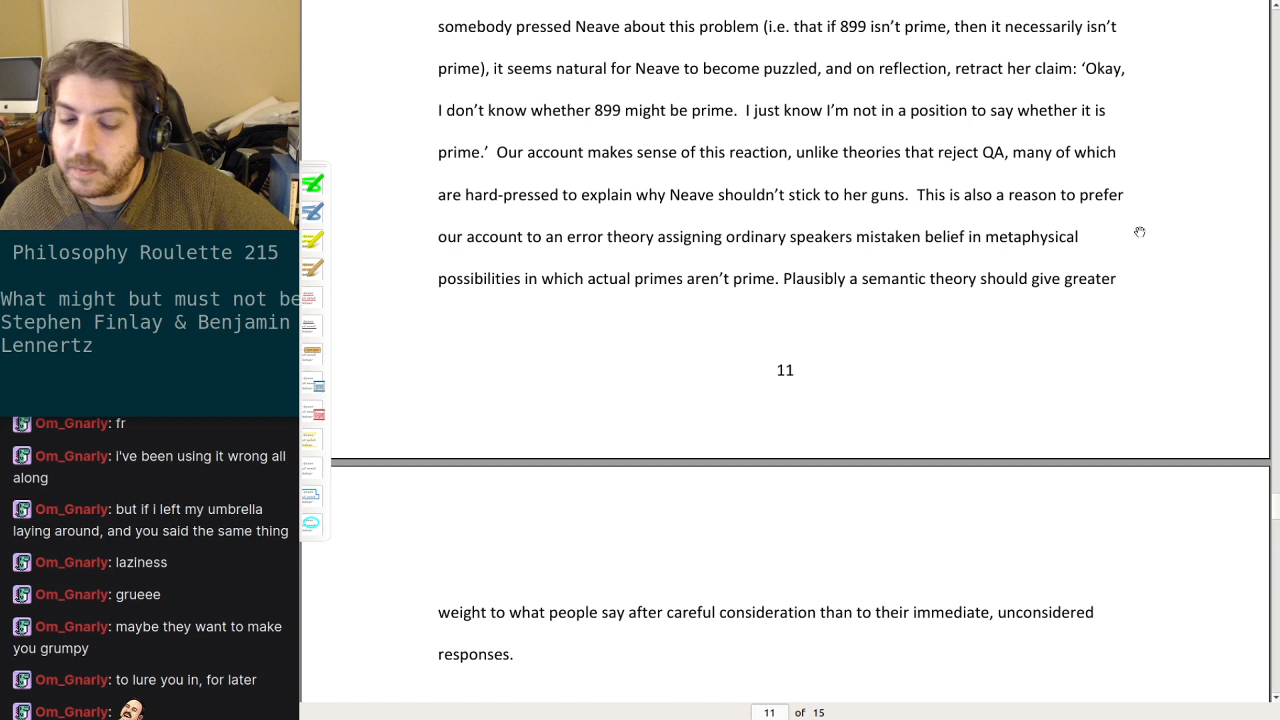 somebody pressed Neave about this problem (i.e. that if 899 isn’t prime, then it necessarily isn’t
prime), it seems natural for Neave to become puzzled, and on reflection, retract her claim: ‘Okay,
I don’t know whether 899 might be prime.  I just know I’m not in a position to say whether it is
prime.’  Our account makes sense of this reaction, unlike theories that reject QA, many of which
are hard-pressed to explain why Neave shouldn’t stick to her guns.  This is also a reason to prefer
our account to an error theory assigning ordinary speakers mistaken belief in metaphysical
possibilities in which actual primes aren’t prime. Plausibly a semantic theory should give greater
11
weight to what people say after careful consideration than to their immediate, unconsidered
responses.
11 of 15
Philosophy Roulette 215
What might but must not be
Stephen Finlay & Benjamin
Lennertz
Om_Gnarly: fr
Om_Gnarly: i've been using it wrong all
along
Om_Gnarly: but if i left my umbrella
laying around, and you said the same thing
Om_Gnarly: laziness
Om_Gnarly: grueee
Om_Gnarly: maybe they want to make
you grumpy
Om_Gnarly: to lure you in, for later
Om_Gnarly: